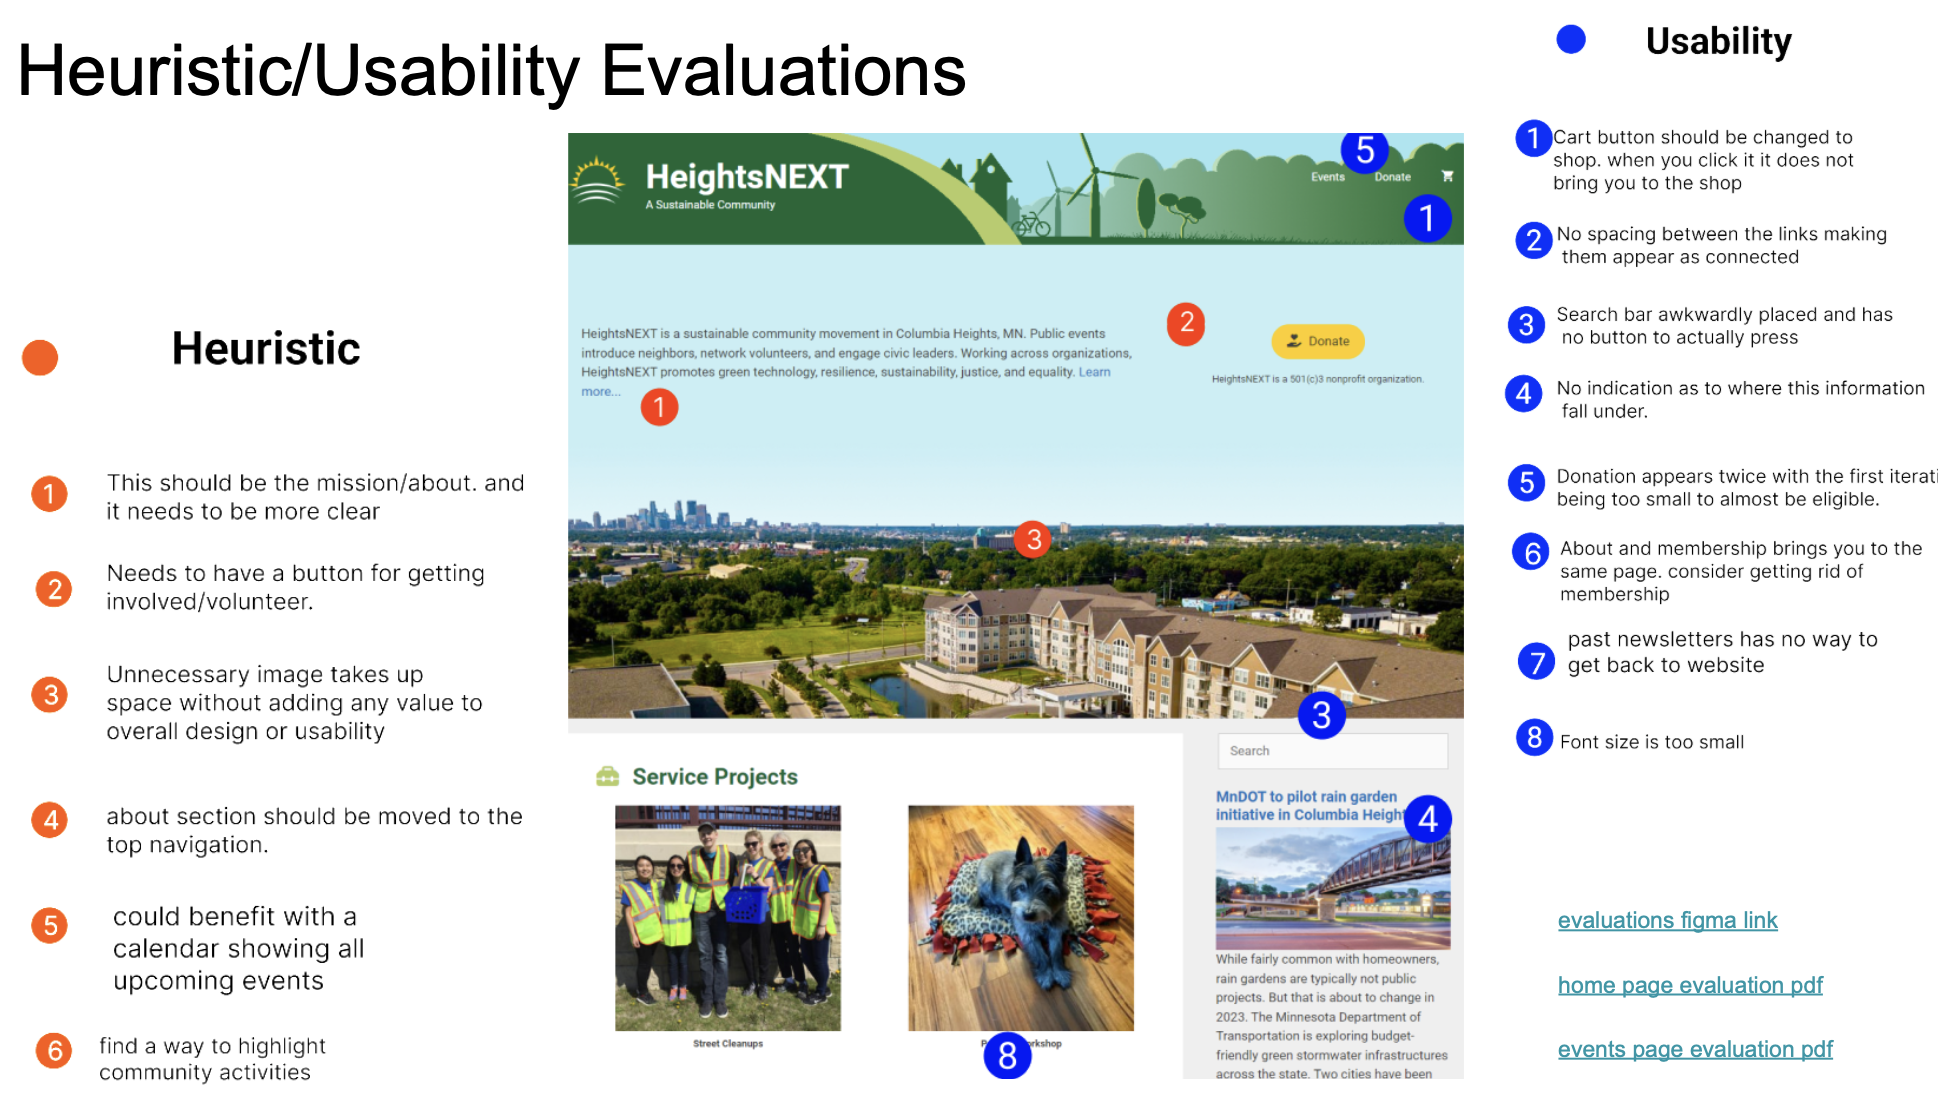 Heuristic/Usability Evaluations
Usability
1
Cart button should be changed to
shop. when you click it it does not
bring you to the shop
2
No spacing between the links making
them appear as connected
3
Search bar awkwardly placed and has
no button to actually press
4
No indication as to where this information
fall under.
5
Donation appears twice with the first iterati
being too small to almost be eligible.
6
About and membership brings you to the
same page. consider getting rid of
membership
7
past newsletters has no way to
get back to website
8
Font size is too small
evaluations figma link
home page evaluation pdf
events page evaluation pdf
Heuristic
1
This should be the mission/about. and
it needs to be more clear
2
Needs to have a button for getting
involved/volunteer.
3
Unnecessary image takes up
space without adding any value to
overall design or usability
4
about section should be moved to the
top navigation.
5
could benefit with a
calendar showing all
upcoming events
6
find a way to highlight
community activities
HeightsNEXT
A Sustainable Community
5
Events
Donate
1
HeightsNEXT is a sustainable community movement in Columbia Heights, MN. Public events
introduce neighbors, network volunteers, and engage civic leaders. Working across organizations,
HeightsNEXT promotes green technology, resilience, sustainability, justice, and equality. Learn
more...
1
2
Donate
HeightsNEXT is a 501(c)3 nonprofit organization.
3
3
Search
Service Projects
Street Cleanups
8
MnDOT to pilot rain garden
initiative in Columbia Height
4
While fairly common with homeowners,
rain gardens are typically not public
projects. But that is about to change in
2023. The Minnesota Department of
Transportation is exploring budget-
friendly green stormwater infrastructures
across the state. Two cities have been